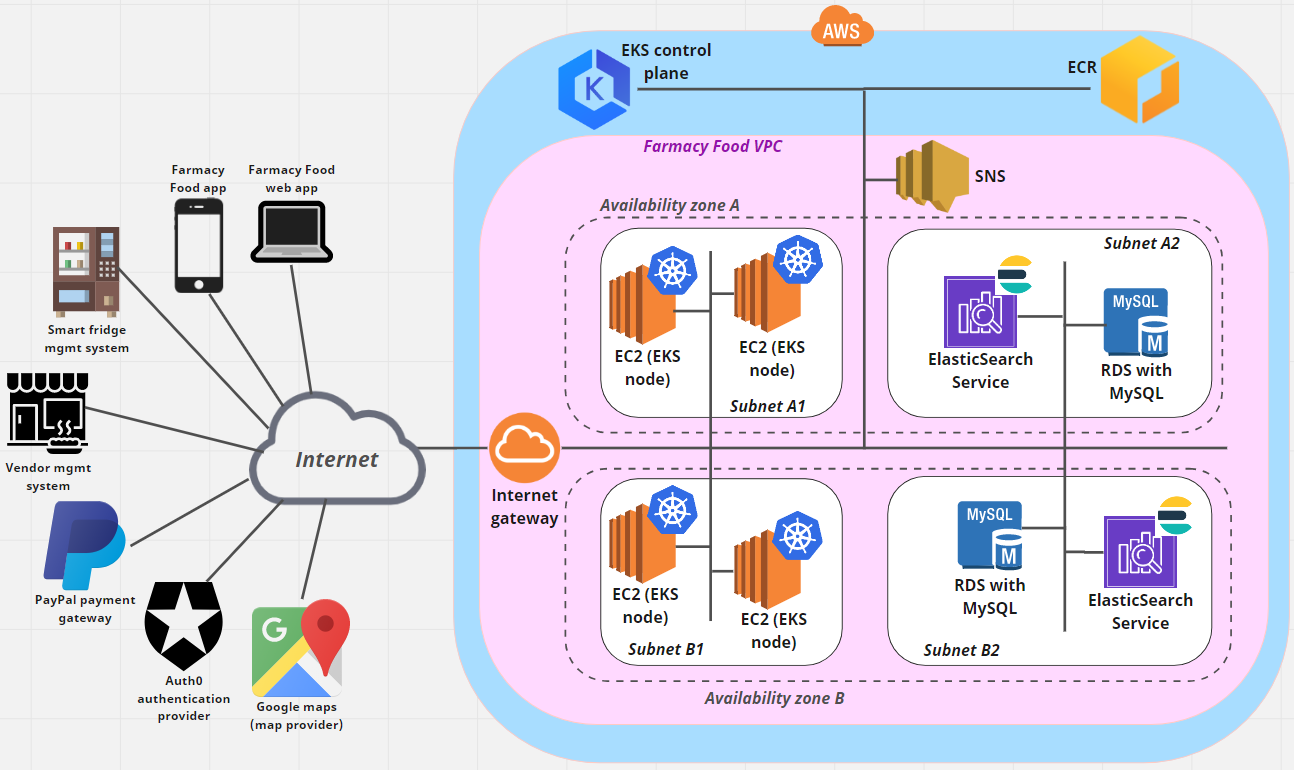 AWS
EKS control
plane
K
ECR
Farmacy Food VPC
SNS
Farmacy
Food app
Farmacy Food
web app
Smart fridge
mgmt system
Vendor mgmt
system
PayPal payment
gateway
Auth0
authentication
provider
G
Google maps
(map provider)
Internet
Internet
gateway
Availability zone A
EC2 (EKS
node)
EC2 (EKS
node)
Subnet A1
Subnet A2
ElasticSearch
Service
MySQL
M
RDS with
MySQL
EC2 (EKS
node)
EC2 (EKS
node)
Subnet B1
MySQL
M
RDS with
MySQL
ElasticSearch
Service
Subnet B2
Availability zone B